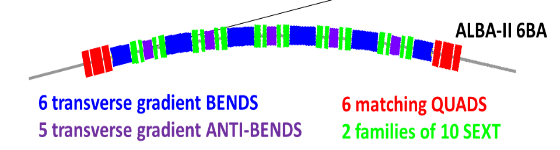 ALBA-II 6BA
6 transverse gradient BENDS
6 matching QUADS
5 transverse gradient ANTI-BENDS
2 families of 10 SEXT